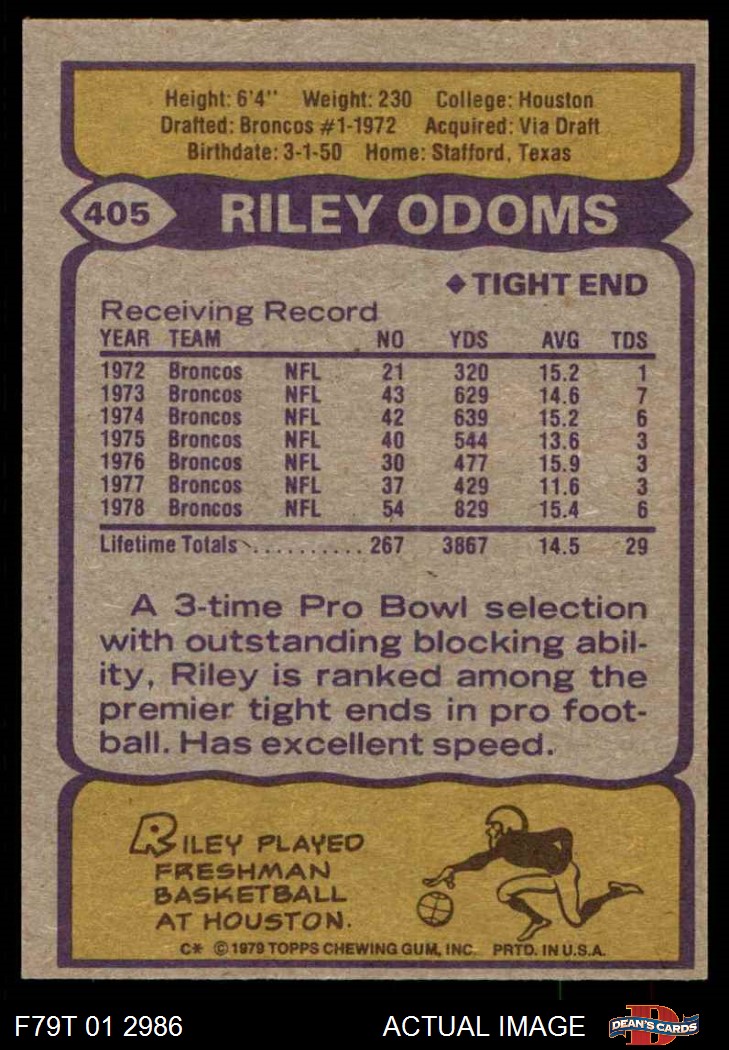 Height: 6'4" Weight: 230 College: Houston
Drafted: Broncos #1-1972 Acquired: Via Draft
Birthdate: 3-1-50 Home: Stafford, Texas
405 RILEY ODOMS
◆ TIGHT END
Receiving Record
YEAR TEAM NO YDS AVG TDS
1972 Broncos NFL 21 320 15.2 1
1973 Broncos NFL 43 629 14.6 7
1974 Broncos NFL 42 639 15.2 6
1975 Broncos NFL 40 544 13.6 3
1976 Broncos NFL 30 477 15.9 3
1977 Broncos NFL 37 429 11.6 3
1978 Broncos NFL 54 829 15.4 6
Lifetime Totals ........... 267 3867 14.5 29
A 3-time Pro Bowl selection
with outstanding blocking abil-
ity, Riley is ranked among the
premier tight ends in pro foot-
ball. Has excellent speed.
RILEY PLAYED
FRESHMAN
BASKETBALL
AT HOUSTON.
C* © 1979 TOPPS CHEWING GUM, INC. PRTD. IN U.S.A.
F79T 01 2986 ACTUAL IMAGE D DEAN'S CARDS